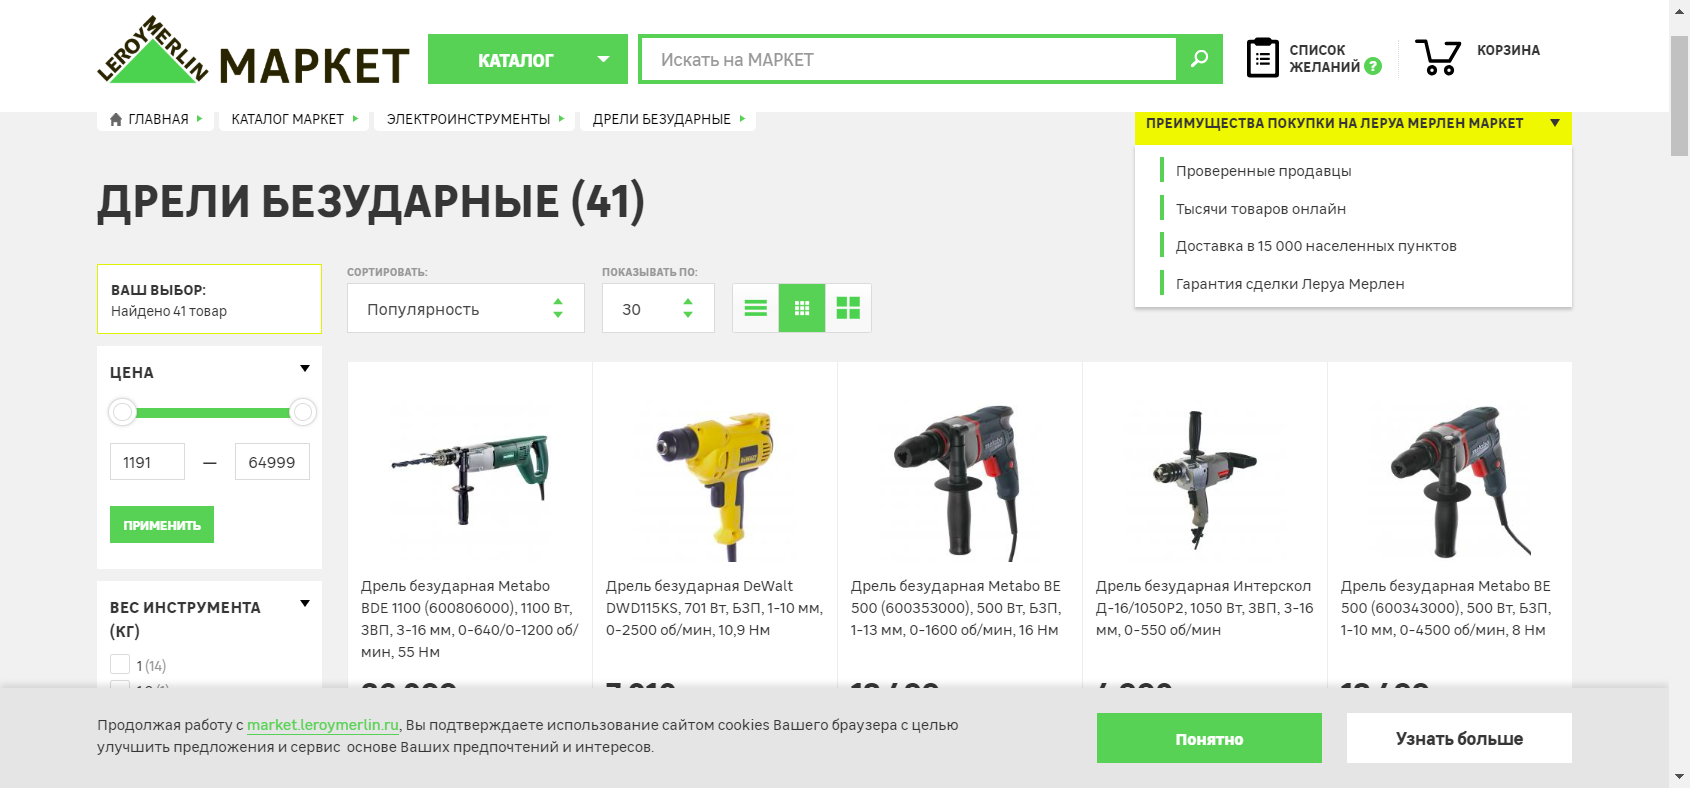 LEROY MERLIN МАРКЕТ
КАТАЛОГ
Искать на МАРКЕТ
СПИСОК
ЖЕЛАНИЙ ?
КОРЗИНА
ГЛАВНАЯ
КАТАЛОГ МАРКЕТ
ЭЛЕКТРОИНСТРУМЕНТЫ
ДРЕЛИ БЕЗУДАРНЫЕ
ПРЕИМУЩЕСТВА ПОКУПКИ НА ЛЕРУА МЕРЛЕН МАРКЕТ
Проверенные продавцы
Тысячи товаров онлайн
Доставка в 15 000 населенных пунктов
Гарантия сделки Леруа Мерлен
ДРЕЛИ БЕЗУДАРНЫЕ (41)
ВАШ ВЫБОР:
Найдено 41 товар
СОРТИРОВАТЬ:
Популярность
ПОКАЗЫВАТЬ ПО:
30
ЦЕНА
1191 — 64999
ПРИМЕНИТЬ
ВЕС ИНСТРУМЕНТА
(КГ)
1 (14)
Дрель безударная Metabo
BDE 1100 (600806000), 1100 Вт,
ЗВП, 3-16 мм, 0-640/0-1200 об/
мин, 55 Нм
Дрель безударная DeWalt
DWD115KS, 701 Вт, БЗП, 1-10 мм,
0-2500 об/мин, 10,9 Нм
Дрель безударная Metabo BE
500 (600353000), 500 Вт, БЗП,
1-13 мм, 0-1600 об/мин, 16 Нм
Дрель безударная Интерскол
Д-16/1050Р2, 1050 Вт, ЗВП, 3-16
мм, 0-550 об/мин
Дрель безударная Metabo BE
500 (600343000), 500 Вт, БЗП,
1-10 мм, 0-4500 об/мин, 8 Нм
Продолжая работу с market.leroymerlin.ru, Вы подтверждаете использование сайтом cookies Вашего браузера с целью
улучшить предложения и сервис основе Ваших предпочтений и интересов.
Понятно
Узнать больше